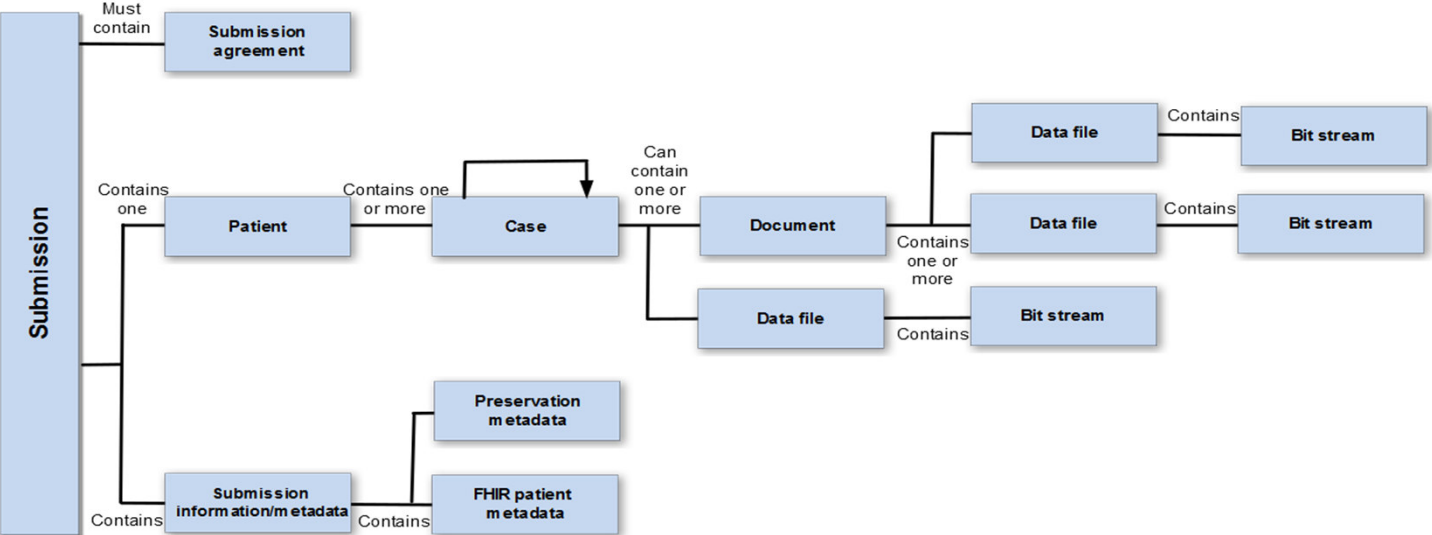 Must
contain
Submission
agreement
Submission
Contains
one
Patient
Contains one
or more
Case
Can
contain
one or
more
Document
Contains
one or
more
Data file
Contains
Bit stream
Data file
Contains
Bit stream
Data file
Contains
Bit stream
Contains
Submission
information/metadata
Contains
Preservation
metadata
FHIR patient
metadata